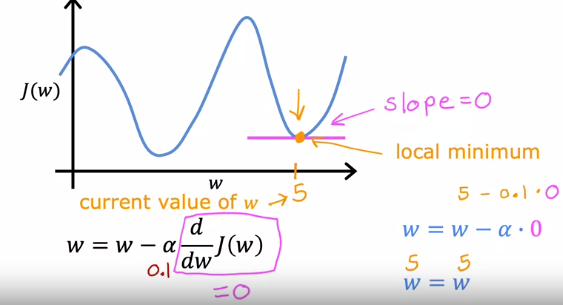 J(w)
slope=0
local minimum
w
current value of w → 5
5 - 0.1 · 0
w = w − α d/dw J(w)
0.1
=0
w = w − α · 0
5 5
w = w